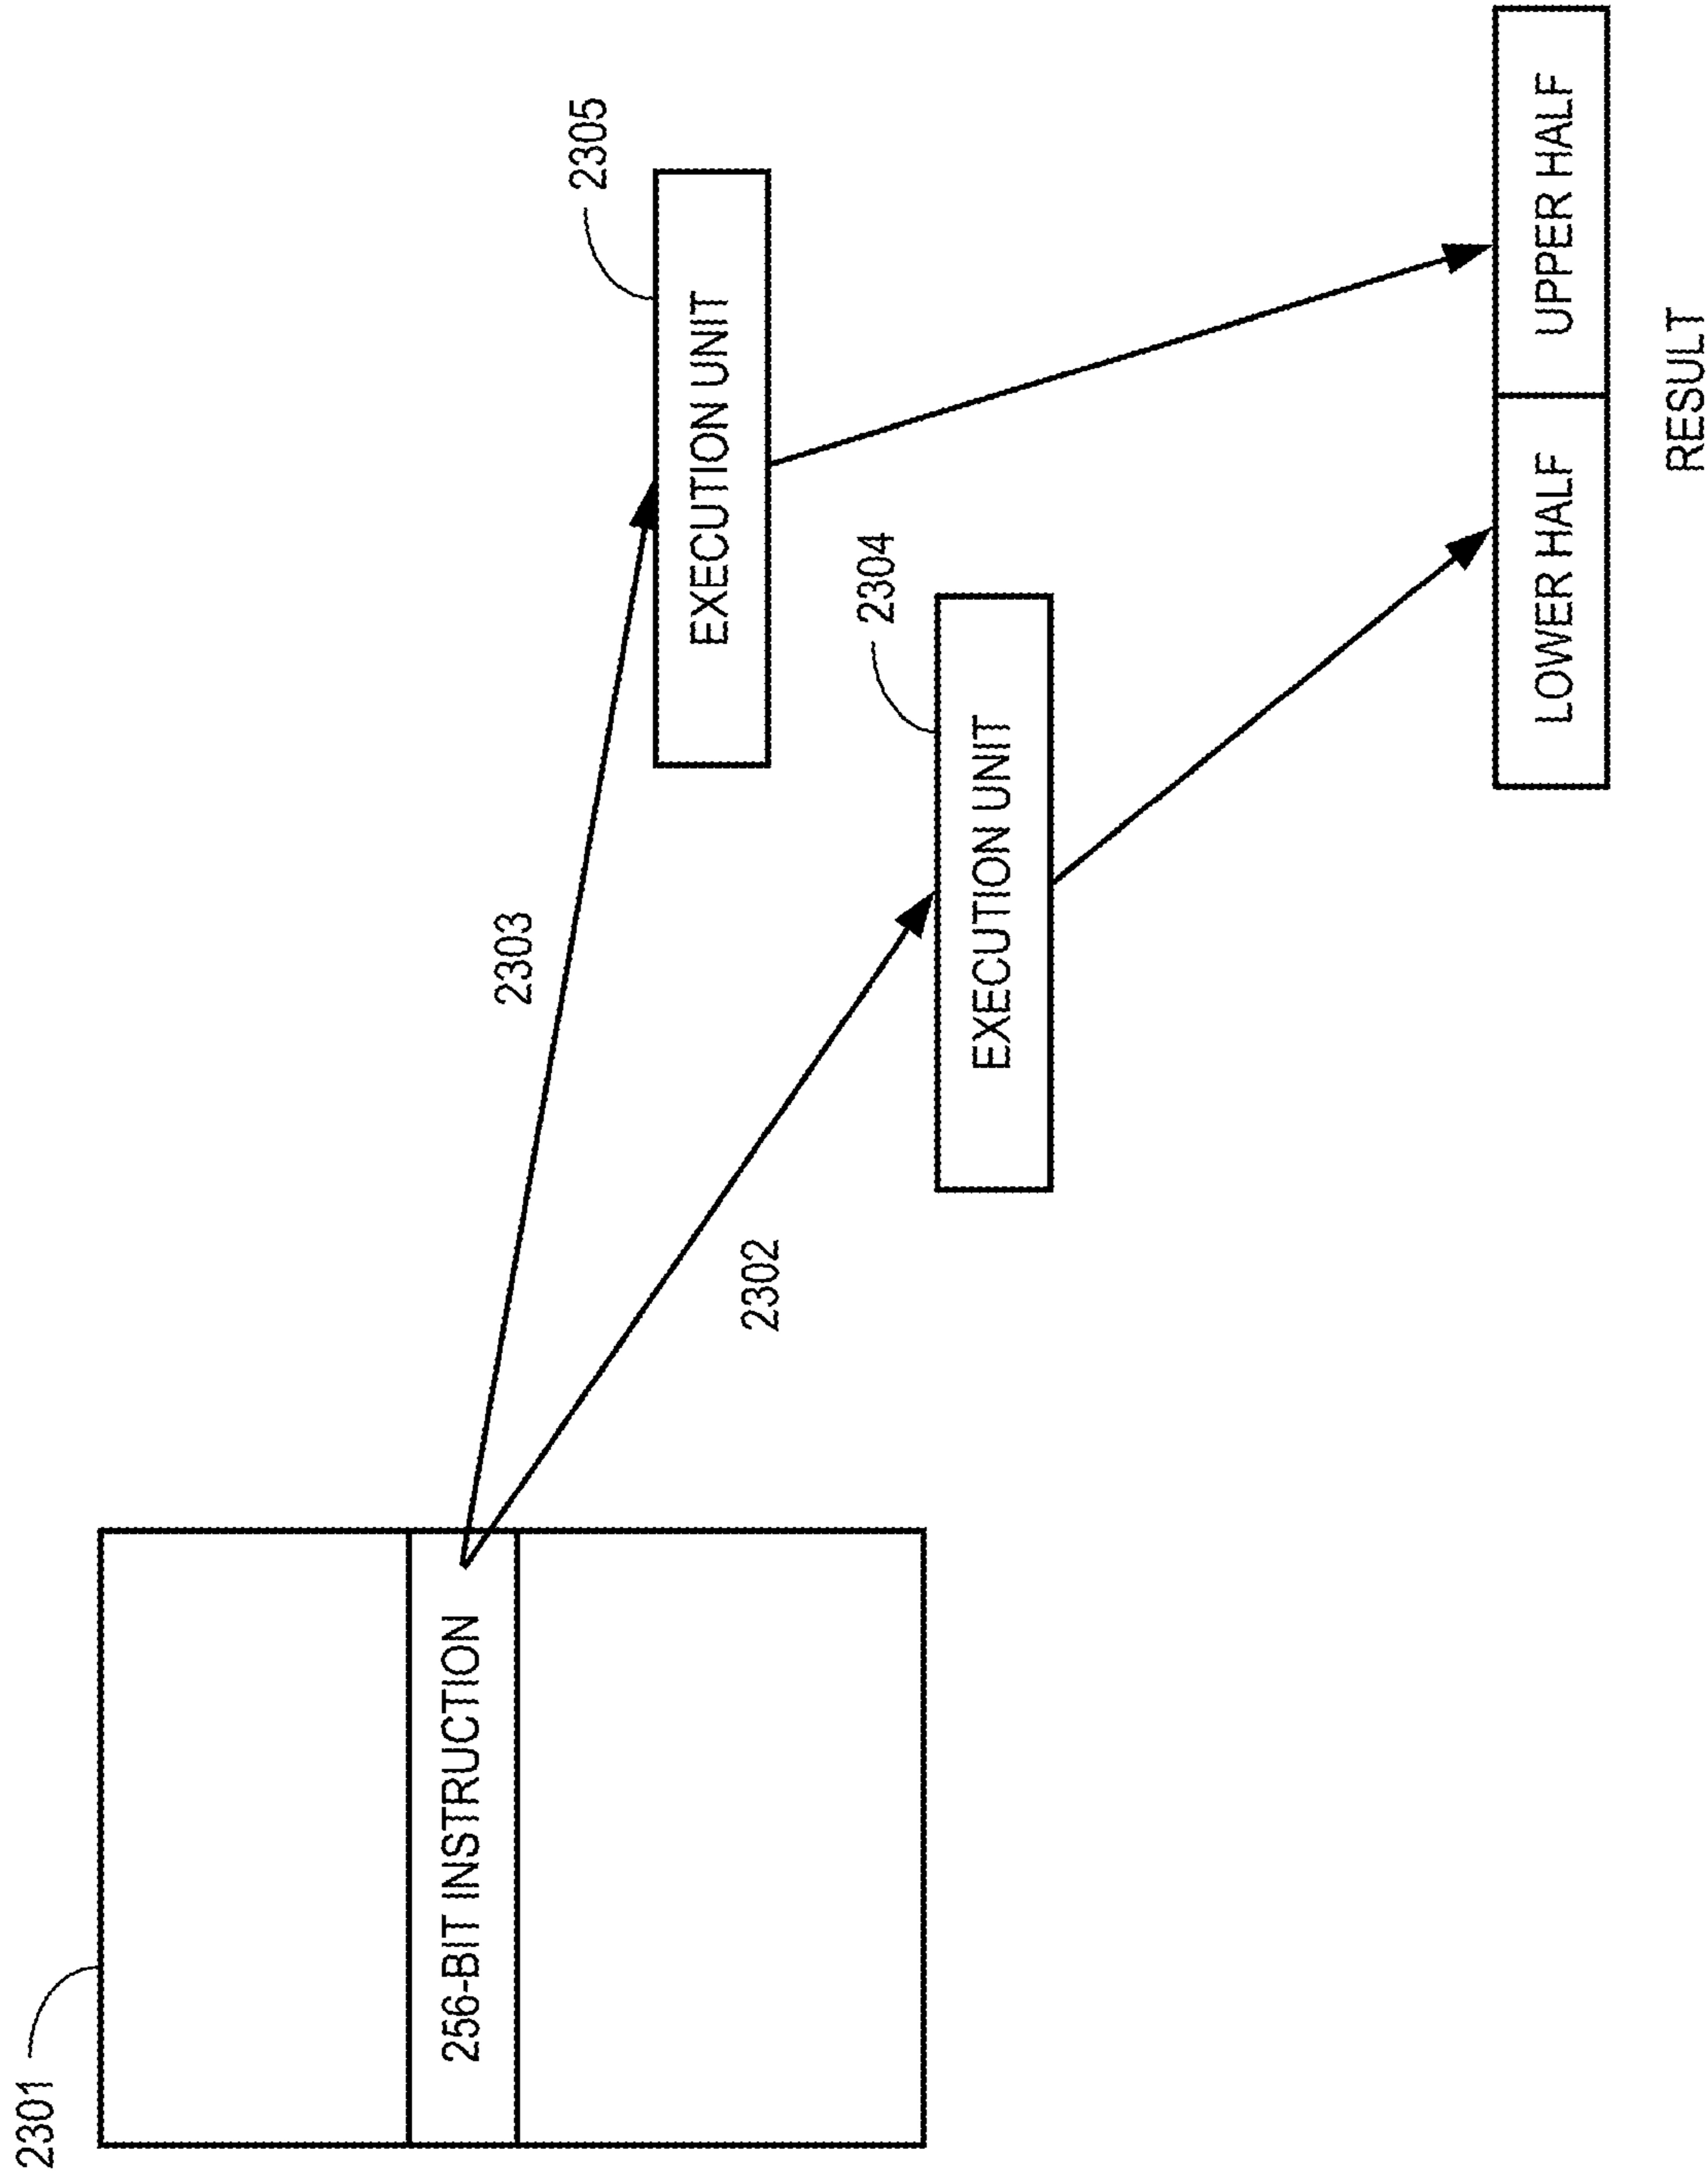 2301
256-BIT INSTRUCTION
2303
2305
EXECUTION UNIT
2302
2304
EXECUTION UNIT
LOWER HALF
UPPER HALF
RESULT